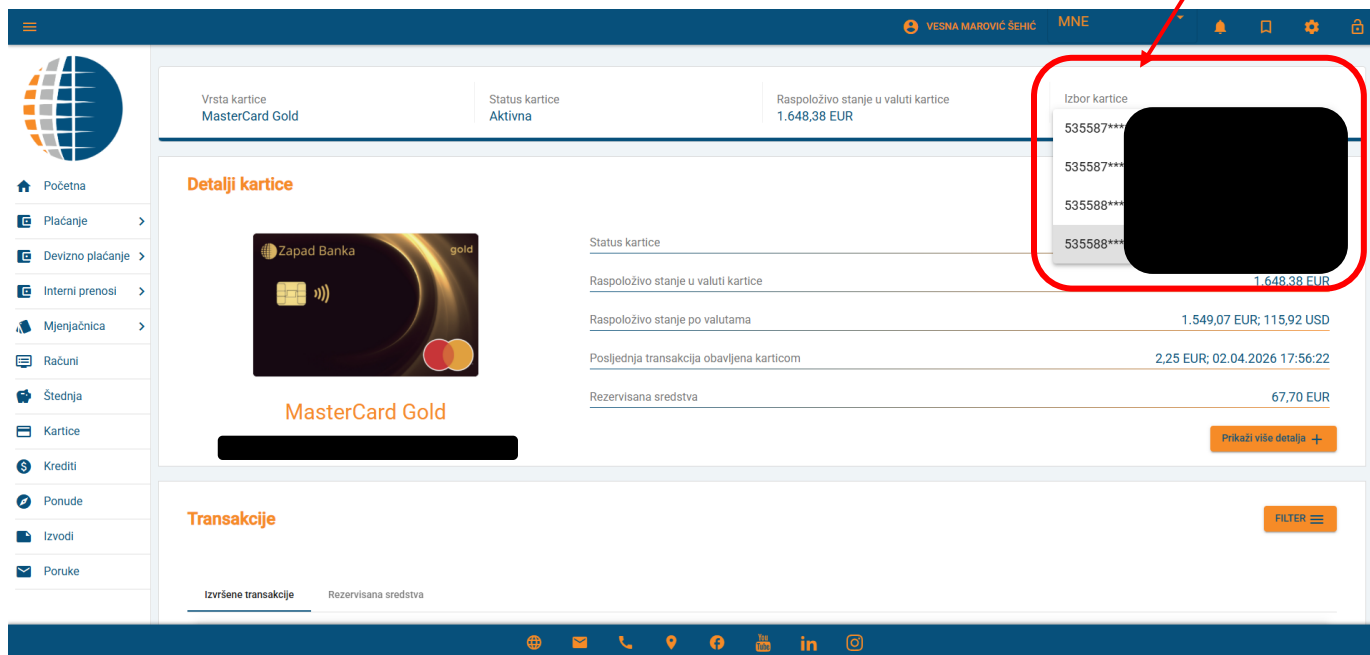 VESNA MAROVIĆ ŠEHIĆ
MNE
Vrsta kartice
MasterCard Gold
Status kartice
Aktivna
Raspoloživo stanje u valuti kartice
1.648,38 EUR
Izbor kartice
535587***
535587***
535588***
535588***
Početna
Plaćanje
Devizno plaćanje
Interni prenosi
Mjenjačnica
Računi
Štednja
Kartice
Krediti
Ponude
Izvodi
Poruke
Detalji kartice
Zapad Banka
gold
MasterCard Gold
Status kartice
Raspoloživo stanje u valuti kartice
1.648,38 EUR
Raspoloživo stanje po valutama
1.549,07 EUR; 115,92 USD
Posljednja transakcija obavljena karticom
2,25 EUR; 02.04.2026 17:56:22
Rezervisana sredstva
67,70 EUR
Prikaži više detalja +
Transakcije
FILTER
Izvršene transakcije
Rezervisana sredstva
You
Tube
in